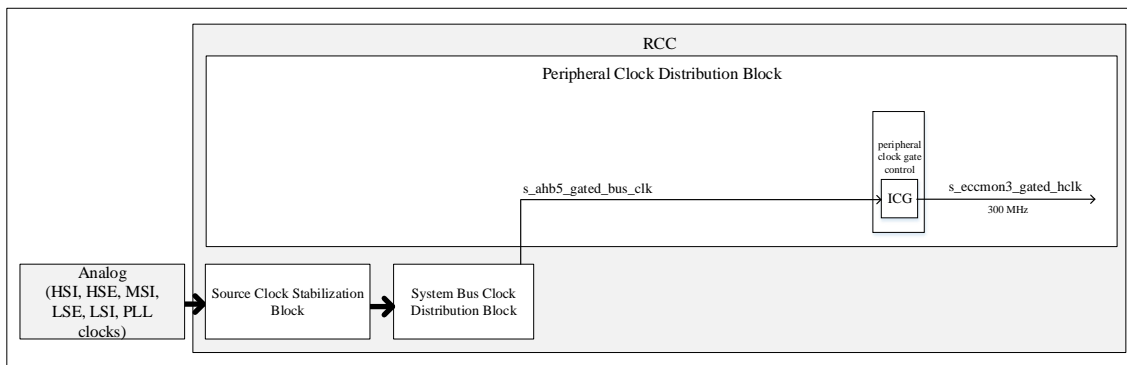 RCC
Peripheral Clock Distribution Block
peripheral
clock gate
control
s_ahb5_gated_bus_clk
ICG
s_eccmon3_gated_hclk
300 MHz
Analog
(HSI, HSE, MSI,
LSE, LSI, PLL
clocks)
Source Clock Stabilization
Block
System Bus Clock
Distribution Block